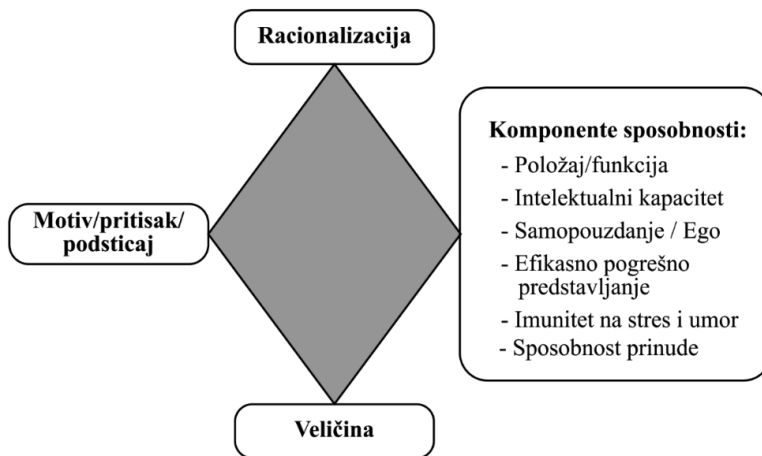 Racionalizacija
Motiv/pritisak/
podsticaj
Komponente sposobnosti:
- Položaj/funkcija
- Intelektualni kapacitet
- Samopouzdanje / Ego
- Efikasno pogrešno
predstavljanje
- Imunitet na stres i umor
- Sposobnost prinude
Veličina